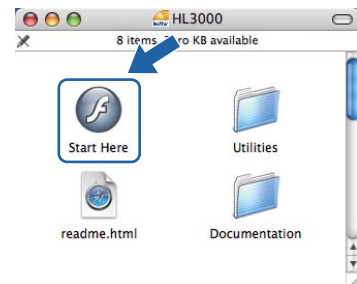 HL3000
8 items, Zero KB available
Start Here
Utilities
readme.html
Documentation